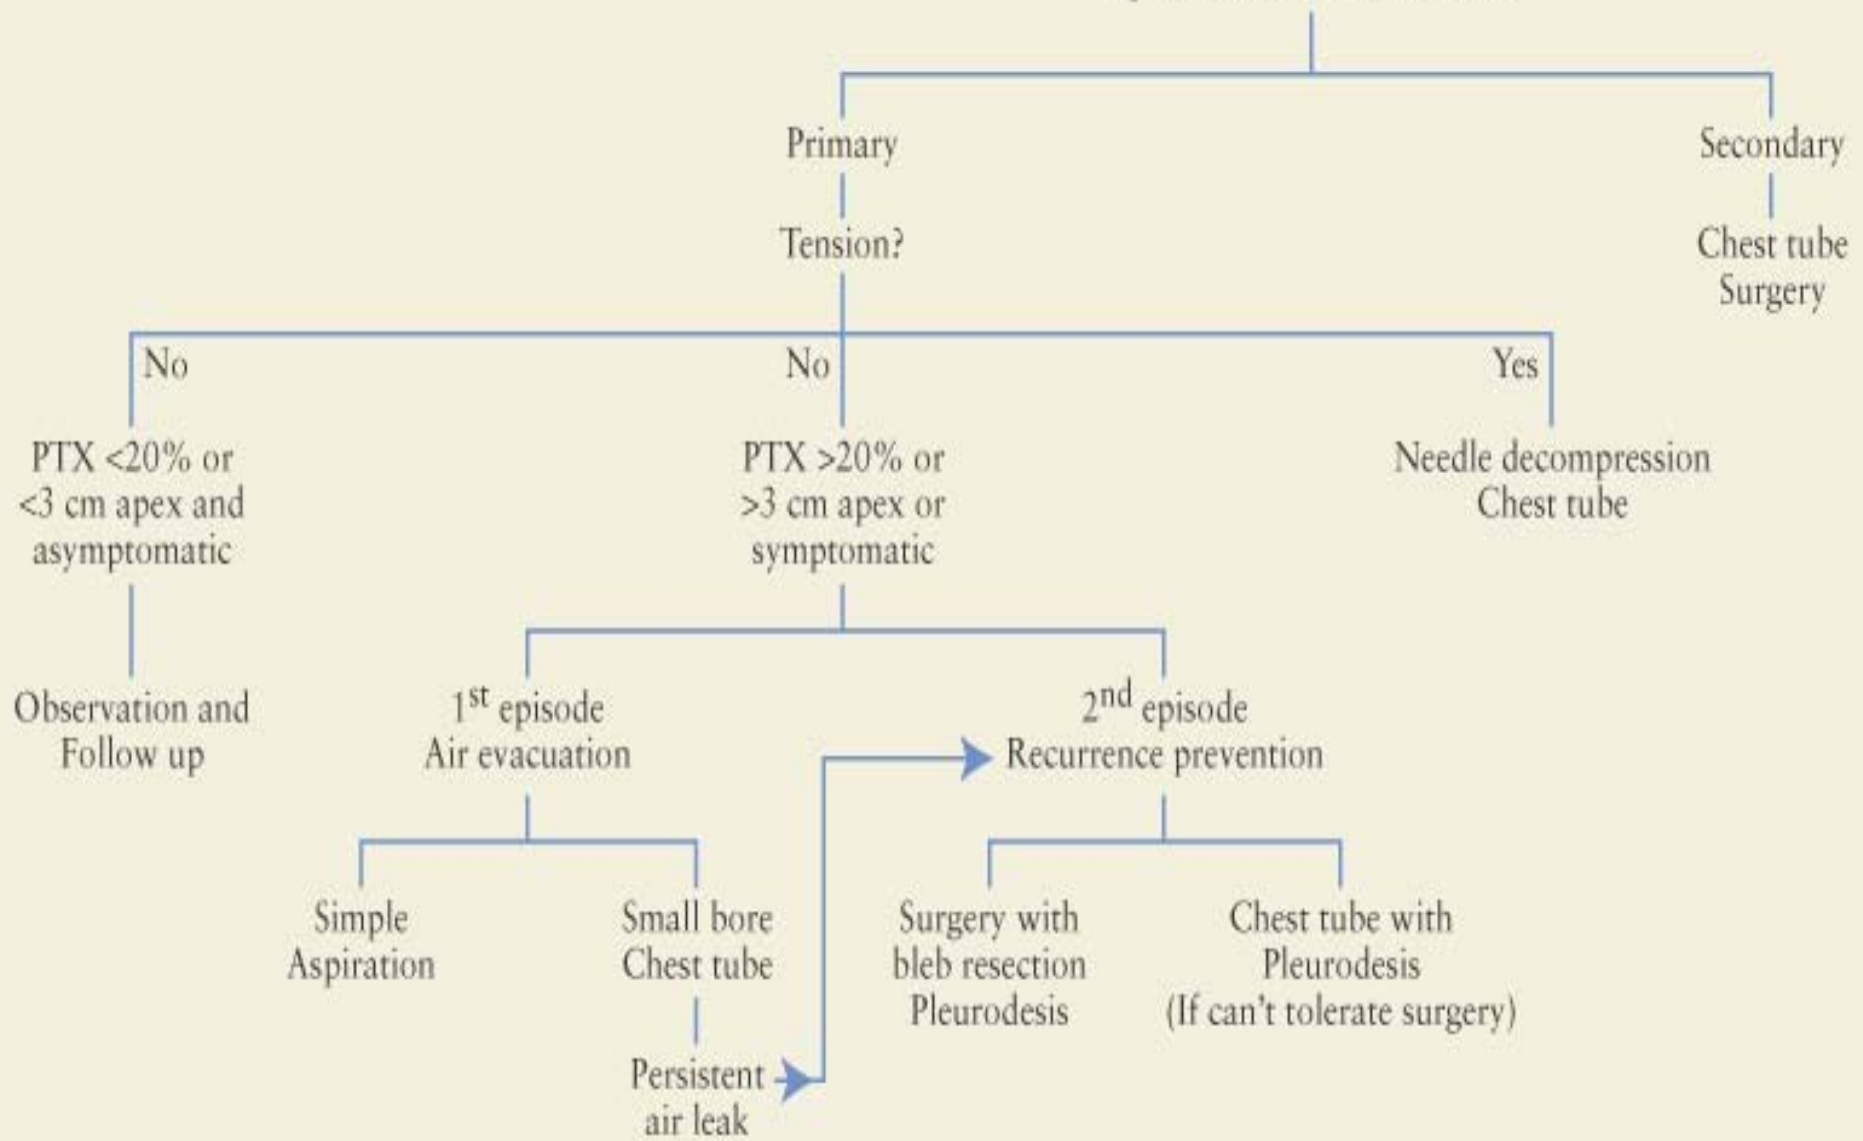 Primary
Secondary
Tension?
Chest tube
Surgery
No
No
Yes
PTX <20% or
<3 cm apex and
asymptomatic
PTX >20% or
>3 cm apex or
symptomatic
Needle decompression
Chest tube
Observation and
Follow up
1st episode
Air evacuation
2nd episode
Recurrence prevention
Simple
Aspiration
Small bore
Chest tube
Surgery with
bleb resection
Pleurodesis
Chest tube with
Pleurodesis
(If can't tolerate surgery)
Persistent
air leak